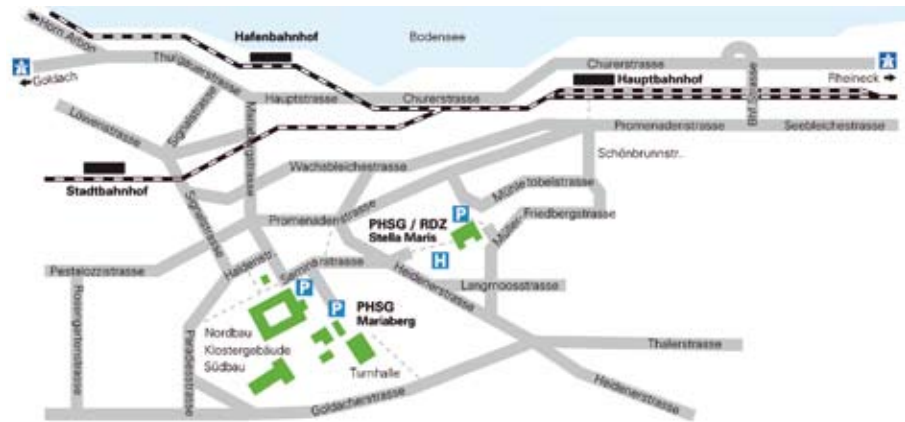 Horn Arbon
Goldach
Thurgauerstrasse
Hafenbahnhof
Bodensee
Churerstrasse
Hauptbahnhof
Rheineck
Signalstrasse
Hauptstrasse
Churerstrasse
Löwenstrasse
Promenadenstrasse
Seebleichestrasse
Wachsbleichestrasse
Schönbrunnstr.
Stadtbahnhof
Signalstrasse
Promenadenstrasse
PHSG / RDZ
Stella Maris
P
Friedbergstrasse
H
Pestalozzistrasse
Haldenstr.
Seminarstrasse
Heidenerstrasse
Langmoosstrasse
Rosengartenstrasse
P
P
PHSG
Mariaberg
Nordbau
Klostergebäude
Südbau
Paradiesstrasse
Turnhalle
Thalerstrasse
Goldacherstrasse
Heidenerstrasse